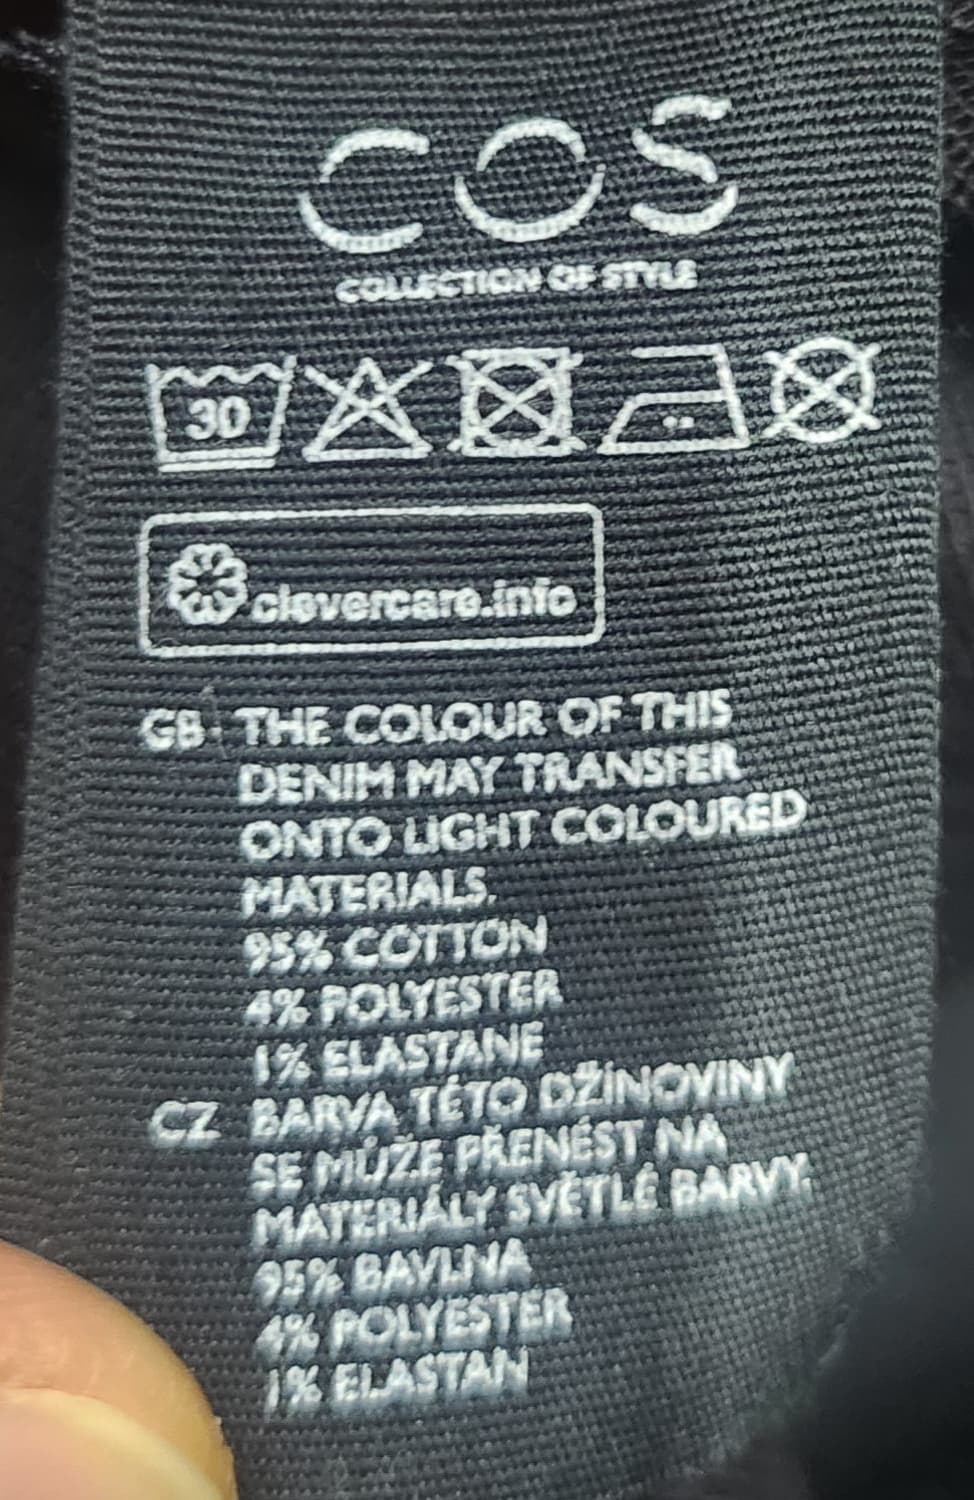 COS
COLLECTION OF STYLE
30
clevercare.info
GB THE COLOUR OF THIS
DENIM MAY TRANSFER
ONTO LIGHT COLOURED
MATERIALS.
95% COTTON
4% POLYESTER
1% ELASTANE
CZ BARVA TÉTO DŽÍNOVINY
SE MŮŽE PŘENÉST NA
MATERIÁLY SVĚTLÉ BARVY.
95% BAVLNA
4% POLYESTER
1% ELASTAN